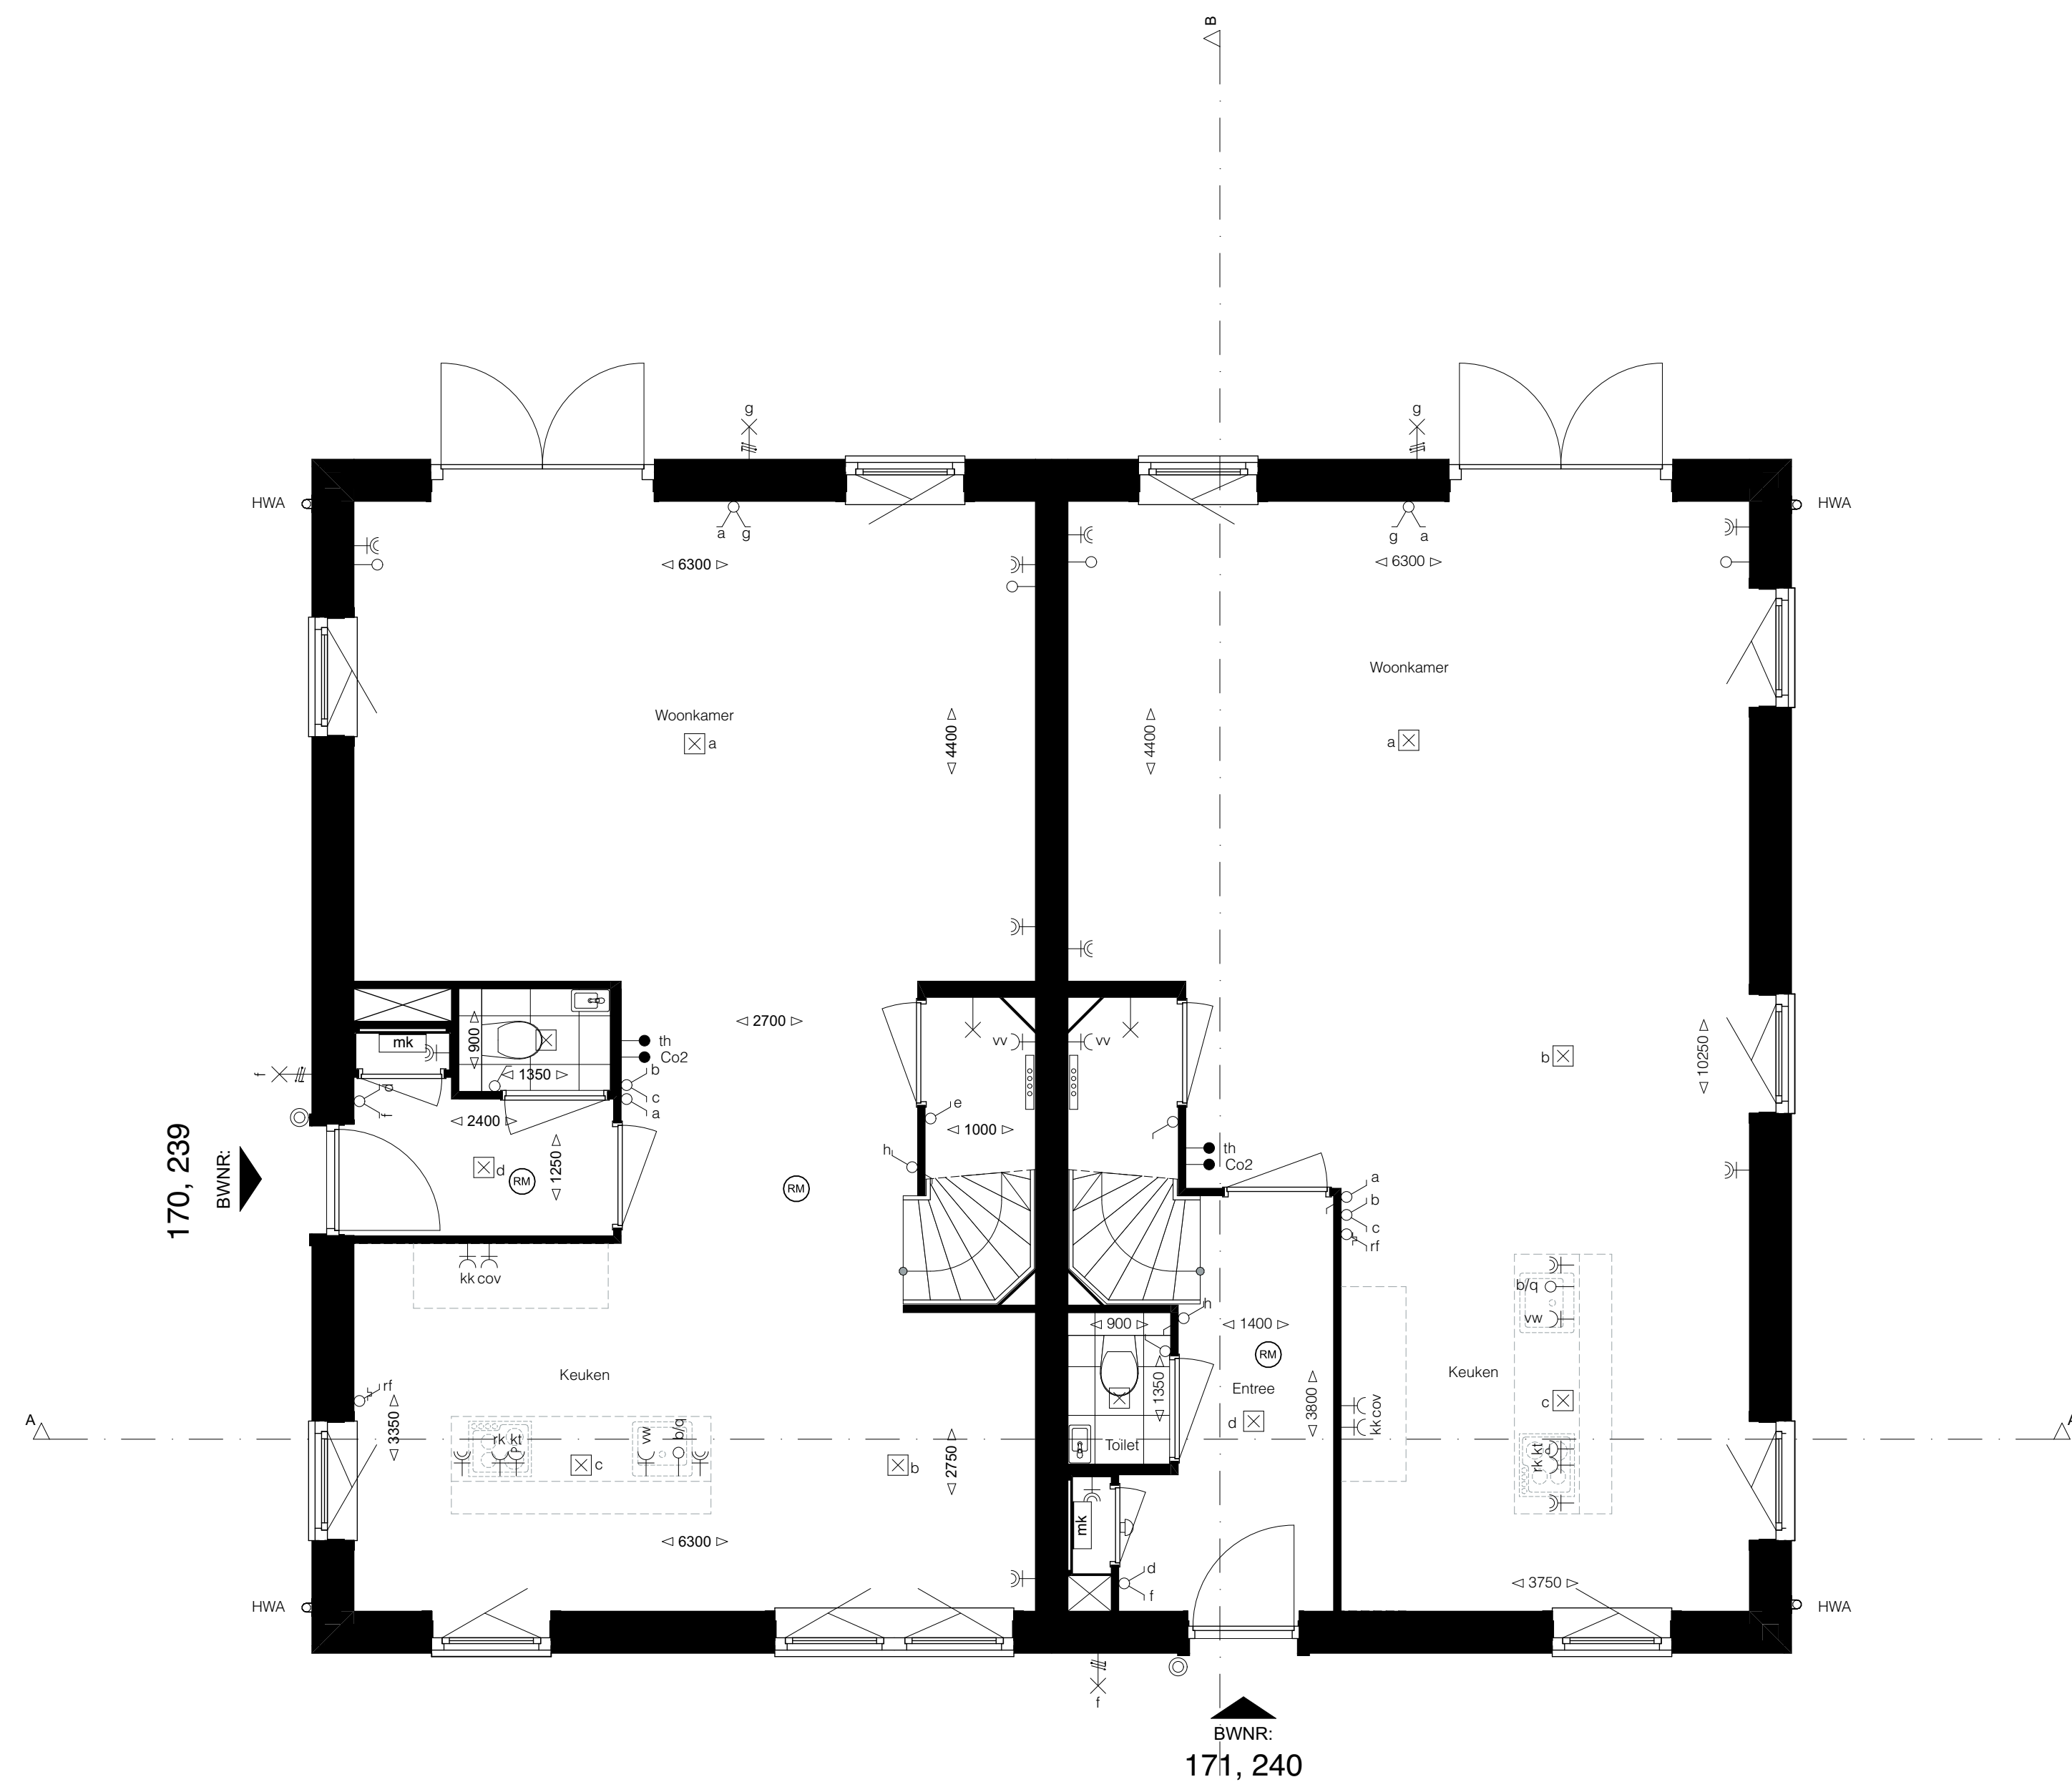 B
g
g
HWA
HWA
a g
g a
6300
6300
Woonkamer
a
Woonkamer
a
4400
4400
2700
mk
900
1350
th
Co2
b
c
a
f
d
f
2400
d
RM
1250
RM
170, 239
BWNR:
vv
vv
e
1000
h
b
10250
th
Co2
a
b
c
rf
kk cov
Keuken
rf
3350
A
rk kt
c
vw
b/q
b
2750
6300
h
900
1400
RM
1350
Entree
d
3800
Toilet
kk cov
b/q
vw
Keuken
c
rk kt
A
mk
d
f
3750
HWA
HWA
f
BWNR:
171, 240